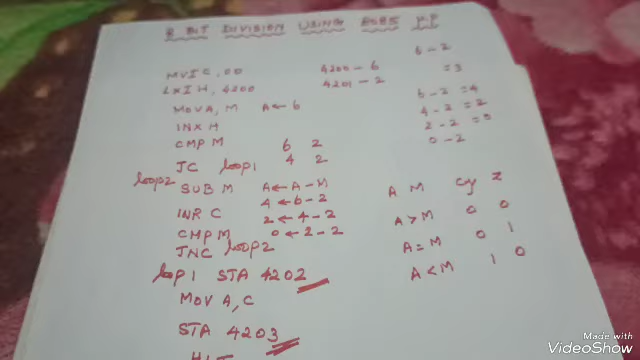 8 BIT DIVISION USING 8085 μP
6 - 2
MVI C, 00 4200 - 6 = 3
LXI H, 4200 4201 - 2
MOV A, M A ← 6 6 - 2 = 4
INX H 4 - 2 = 2
CMP M 6 2 2 - 2 = 0
JC loop1 4 2 0 - 2
loop2 SUB M A ← A - M
INR C 4 ← 6 - 2 A M Cy Z
CMP M 2 ← 4 - 2 A > M 0 0
JNC loop2 0 ← 2 - 2 A = M 0 1
loop1 STA 4202 A < M 1 0
MOV A, C
STA 4203
HLT
Made with
VideoShow